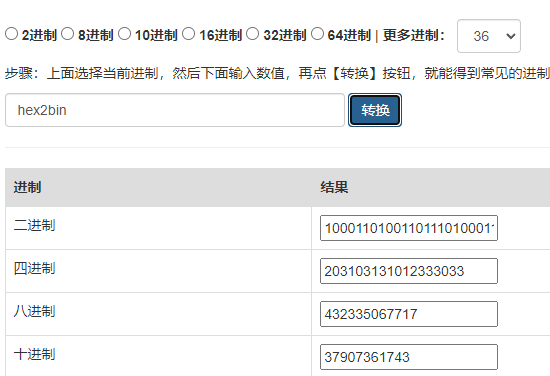 2进制 8进制 10进制 16进制 32进制 64进制 | 更多进制： 36
步骤：上面选择当前进制，然后下面输入数值，再点【转换】按钮，就能得到常见的进制
hex2bin 转换
进制 结果
二进制 1000110100110111010001
四进制 203103131012333033
八进制 432335067717
十进制 37907361743